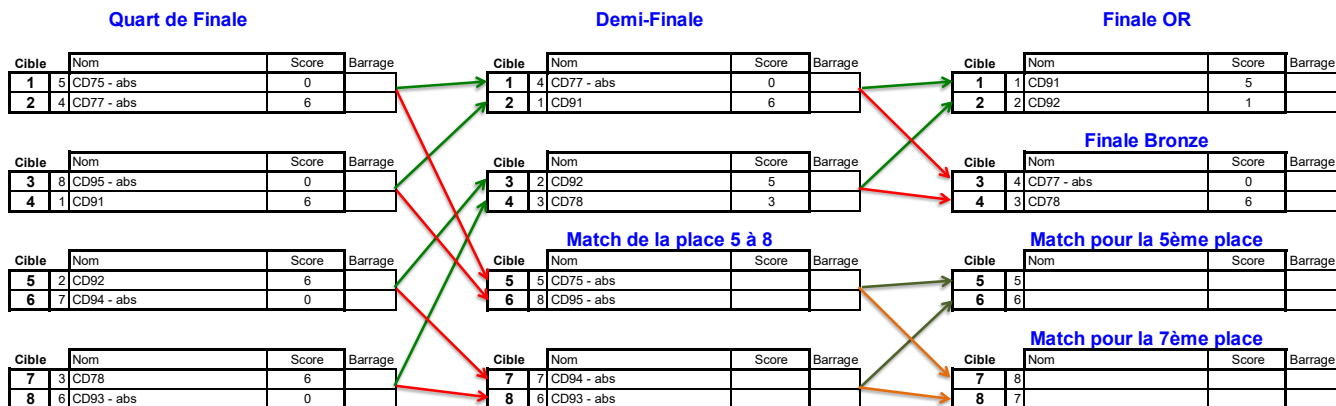 Quart de Finale Demi-Finale Finale OR
Cible Nom Score Barrage Cible Nom Score Barrage Cible Nom Score Barrage
1 5 CD75 - abs 0 1 4 CD77 - abs 0 1 1 CD91 5
2 4 CD77 - abs 6 2 1 CD91 6 2 2 CD92 1
Finale Bronze
Cible Nom Score Barrage Cible Nom Score Barrage Cible Nom Score Barrage
3 8 CD95 - abs 0 3 2 CD92 5 3 4 CD77 - abs 0
4 1 CD91 6 4 3 CD78 3 4 3 CD78 6
Match de la place 5 à 8 Match pour la 5ème place
Cible Nom Score Barrage Cible Nom Score Barrage Cible Nom Score Barrage
5 2 CD92 6 5 5 CD75 - abs 5 5
6 7 CD94 - abs 0 6 8 CD95 - abs 6 6
Match pour la 7ème place
Cible Nom Score Barrage Cible Nom Score Barrage Cible Nom Score Barrage
7 3 CD78 6 7 7 CD94 - abs 7 8
8 6 CD93 - abs 0 8 6 CD93 - abs 8 7